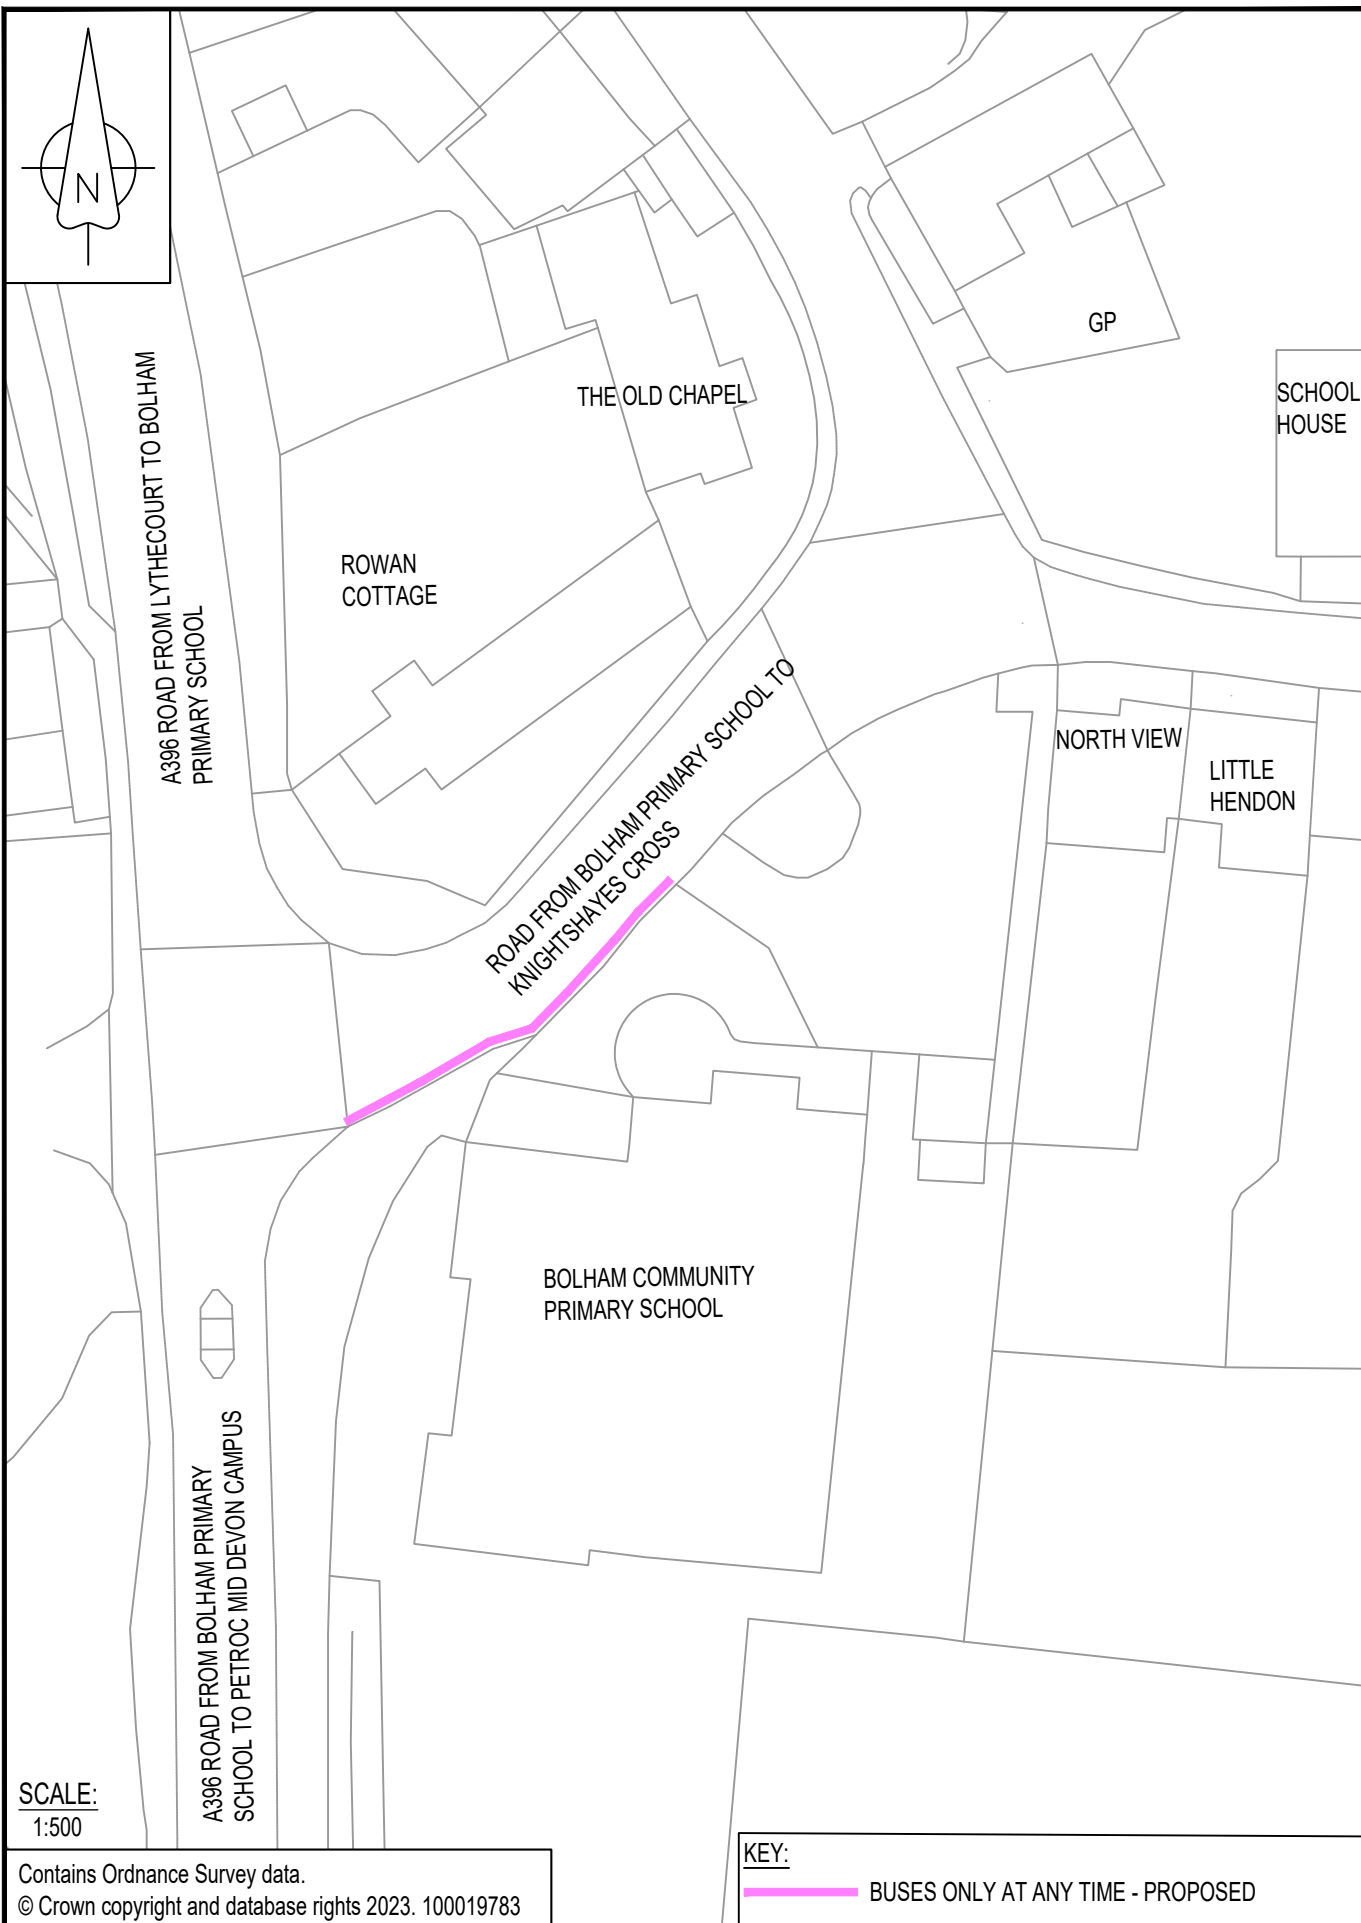 N
GP
THE OLD CHAPEL
SCHOOL
HOUSE
A396 ROAD FROM LYTHECOURT TO BOLHAM
PRIMARY SCHOOL
ROWAN
COTTAGE
ROAD FROM BOLHAM PRIMARY SCHOOL TO
KNIGHTSHAYES CROSS
NORTH VIEW
LITTLE
HENDON
BOLHAM COMMUNITY
PRIMARY SCHOOL
A396 ROAD FROM BOLHAM PRIMARY
SCHOOL TO PETROC MID DEVON CAMPUS
SCALE:
1:500
Contains Ordnance Survey data.
© Crown copyright and database rights 2023. 100019783
KEY:
BUSES ONLY AT ANY TIME - PROPOSED